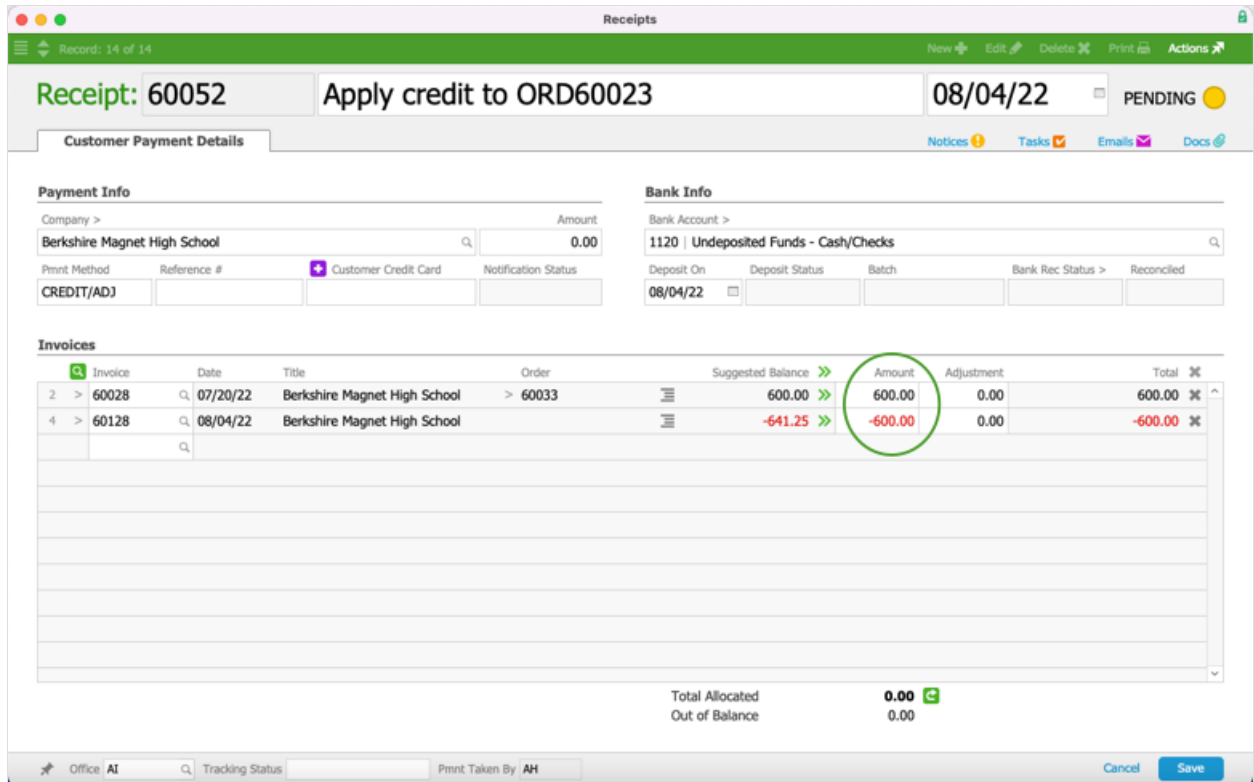 Receipts
Record: 14 of 14 New Edit Delete Print Actions
Receipt: 60052 Apply credit to ORD60023 08/04/22 PENDING
Customer Payment Details Notices Tasks Emails Docs
Payment Info Bank Info
Company > Amount Bank Account >
Berkshire Magnet High School 0.00 1120 | Undeposited Funds - Cash/Checks
Pmnt Method Reference # Customer Credit Card Notification Status Deposit On Deposit Status Batch Bank Rec Status > Reconciled
CREDIT/ADJ 08/04/22
Invoices
Invoice Date Title Order Suggested Balance >> Amount Adjustment Total
2 > 60028 07/20/22 Berkshire Magnet High School > 60033 600.00 >> 600.00 0.00 600.00
4 > 60128 08/04/22 Berkshire Magnet High School -641.25 >> -600.00 0.00 -600.00
Total Allocated 0.00
Out of Balance 0.00
Office AI Tracking Status Pmnt Taken By AH Cancel Save